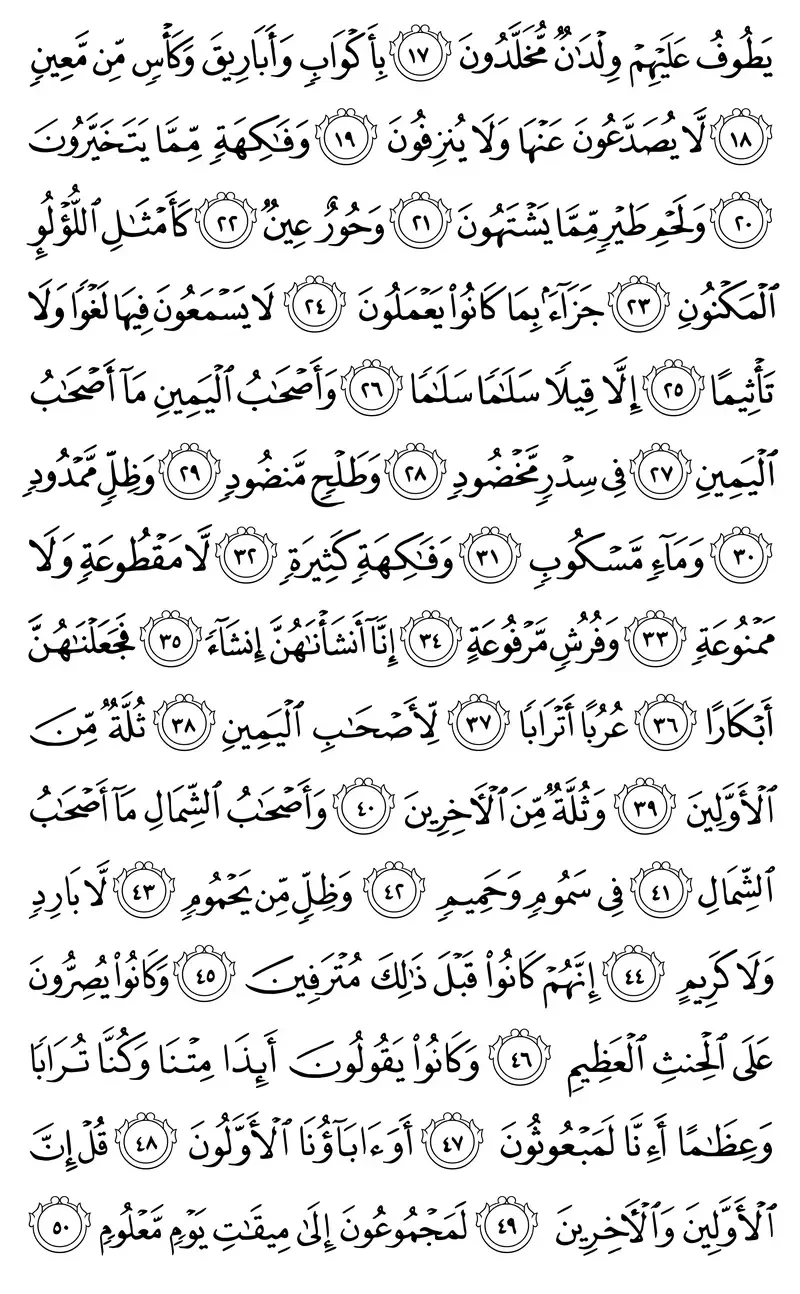 يَطُوفُ عَلَيْهِمْ وِلْدَٰنٌ مُّخَلَّدُونَ ١٧ بِأَكْوَابٍ وَأَبَارِيقَ وَكَأْسٍ مِّن مَّعِينٍ
١٨ لَّا يُصَدَّعُونَ عَنْهَا وَلَا يُنزِفُونَ ١٩ وَفَٰكِهَةٍ مِّمَّا يَتَخَيَّرُونَ
٢٠ وَلَحْمِ طَيْرٍ مِّمَّا يَشْتَهُونَ ٢١ وَحُورٌ عِينٌ ٢٢ كَأَمْثَٰلِ ٱللُّؤْلُؤِ
ٱلْمَكْنُونِ ٢٣ جَزَآءًۢ بِمَا كَانُوا۟ يَعْمَلُونَ ٢٤ لَا يَسْمَعُونَ فِيهَا لَغْوًا وَلَا
تَأْثِيمًا ٢٥ إِلَّا قِيلًا سَلَٰمًا سَلَٰمًا ٢٦ وَأَصْحَٰبُ ٱلْيَمِينِ مَآ أَصْحَٰبُ
ٱلْيَمِينِ ٢٧ فِى سِدْرٍ مَّخْضُودٍ ٢٨ وَطَلْحٍ مَّنضُودٍ ٢٩ وَظِلٍّ مَّمْدُودٍ
٣٠ وَمَآءٍ مَّسْكُوبٍ ٣١ وَفَٰكِهَةٍ كَثِيرَةٍ ٣٢ لَّا مَقْطُوعَةٍ وَلَا
مَمْنُوعَةٍ ٣٣ وَفُرُشٍ مَّرْفُوعَةٍ ٣٤ إِنَّآ أَنشَأْنَٰهُنَّ إِنشَآءً ٣٥ فَجَعَلْنَٰهُنَّ
أَبْكَارًا ٣٦ عُرُبًا أَتْرَابًا ٣٧ لِّأَصْحَٰبِ ٱلْيَمِينِ ٣٨ ثُلَّةٌ مِّنَ
ٱلْأَوَّلِينَ ٣٩ وَثُلَّةٌ مِّنَ ٱلْءَاخِرِينَ ٤٠ وَأَصْحَٰبُ ٱلشِّمَالِ مَآ أَصْحَٰبُ
ٱلشِّمَالِ ٤١ فِى سَمُومٍ وَحَمِيمٍ ٤٢ وَظِلٍّ مِّن يَحْمُومٍ ٤٣ لَّا بَارِدٍ
وَلَا كَرِيمٍ ٤٤ إِنَّهُمْ كَانُوا۟ قَبْلَ ذَٰلِكَ مُتْرَفِينَ ٤٥ وَكَانُوا۟ يُصِرُّونَ
عَلَى ٱلْحِنثِ ٱلْعَظِيمِ ٤٦ وَكَانُوا۟ يَقُولُونَ أَئِذَا مِتْنَا وَكُنَّا تُرَابًا
وَعِظَٰمًا أَءِنَّا لَمَبْعُوثُونَ ٤٧ أَوَءَابَآؤُنَا ٱلْأَوَّلُونَ ٤٨ قُلْ إِنَّ
ٱلْأَوَّلِينَ وَٱلْءَاخِرِينَ ٤٩ لَمَجْمُوعُونَ إِلَىٰ مِيقَٰتِ يَوْمٍ مَّعْلُومٍ ٥٠